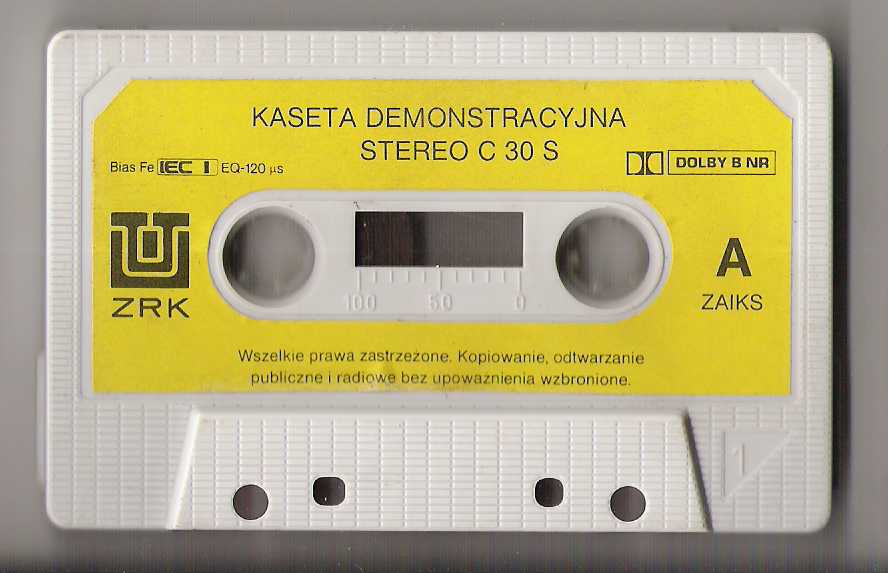 KASETA DEMONSTRACYJNA
STEREO C 30 S
Bias Fe IEC I EQ-120 µs
DOLBY B NR
ZRK
A
ZAIKS
100 50 0
Wszelkie prawa zastrzeżone. Kopiowanie, odtwarzanie
publiczne i radiowe bez upoważnienia wzbronione.
1